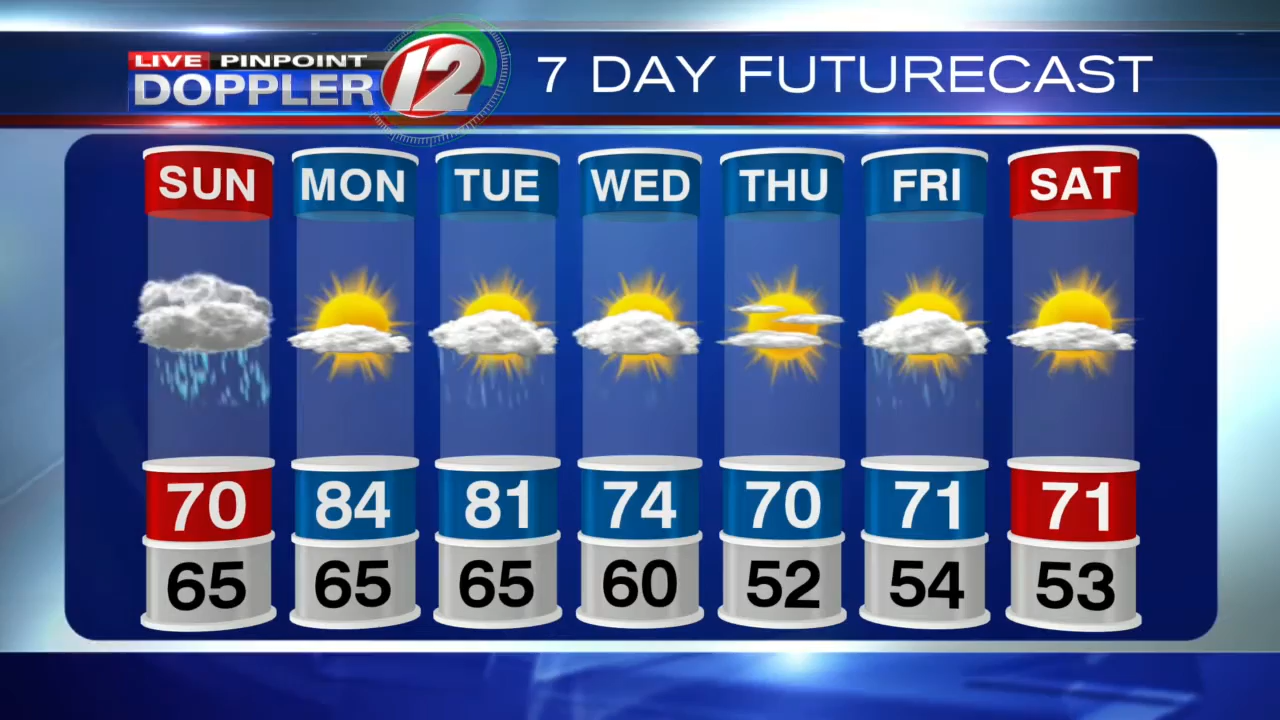 LIVE PINPOINT
DOPPLER 12
7 DAY FUTURECAST
SUN MON TUE WED THU FRI SAT
70 84 81 74 70 71 71
65 65 65 60 52 54 53